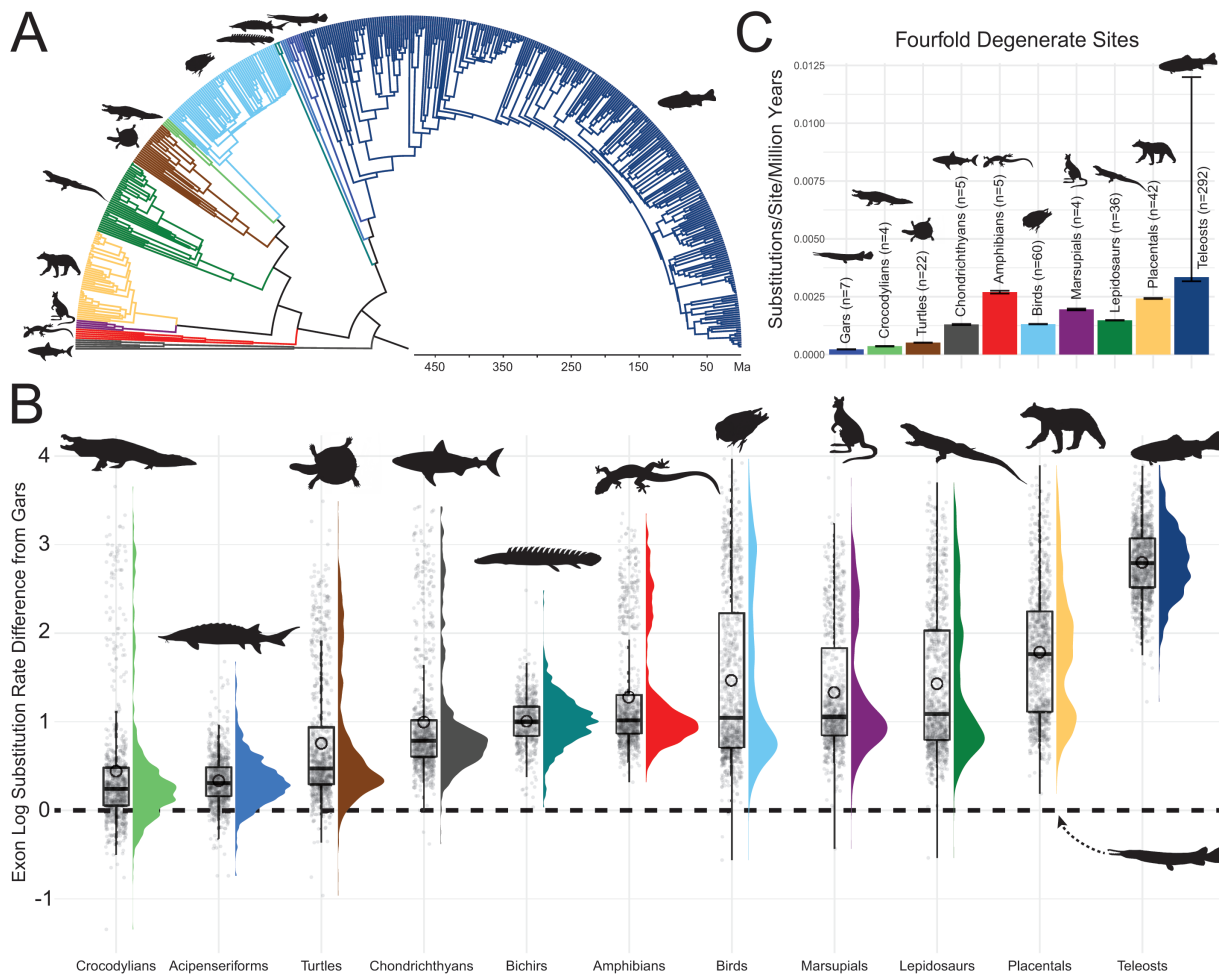 A
450
350
250
150
50
Ma
C
Fourfold Degenerate Sites
Substitutions/Site/Million Years
0.0125
0.0100
0.0075
0.0050
0.0025
0.0000
Gars (n=7)
Crocodylians (n=4)
Turtles (n=22)
Chondrichthyans (n=5)
Amphibians (n=5)
Birds (n=60)
Marsupials (n=4)
Lepidosaurs (n=36)
Placentals (n=42)
Teleosts (n=292)
B
Exon Log Substitution Rate Difference from Gars
4
3
2
1
0
-1
Crocodylians
Acipenseriforms
Turtles
Chondrichthyans
Bichirs
Amphibians
Birds
Marsupials
Lepidosaurs
Placentals
Teleosts